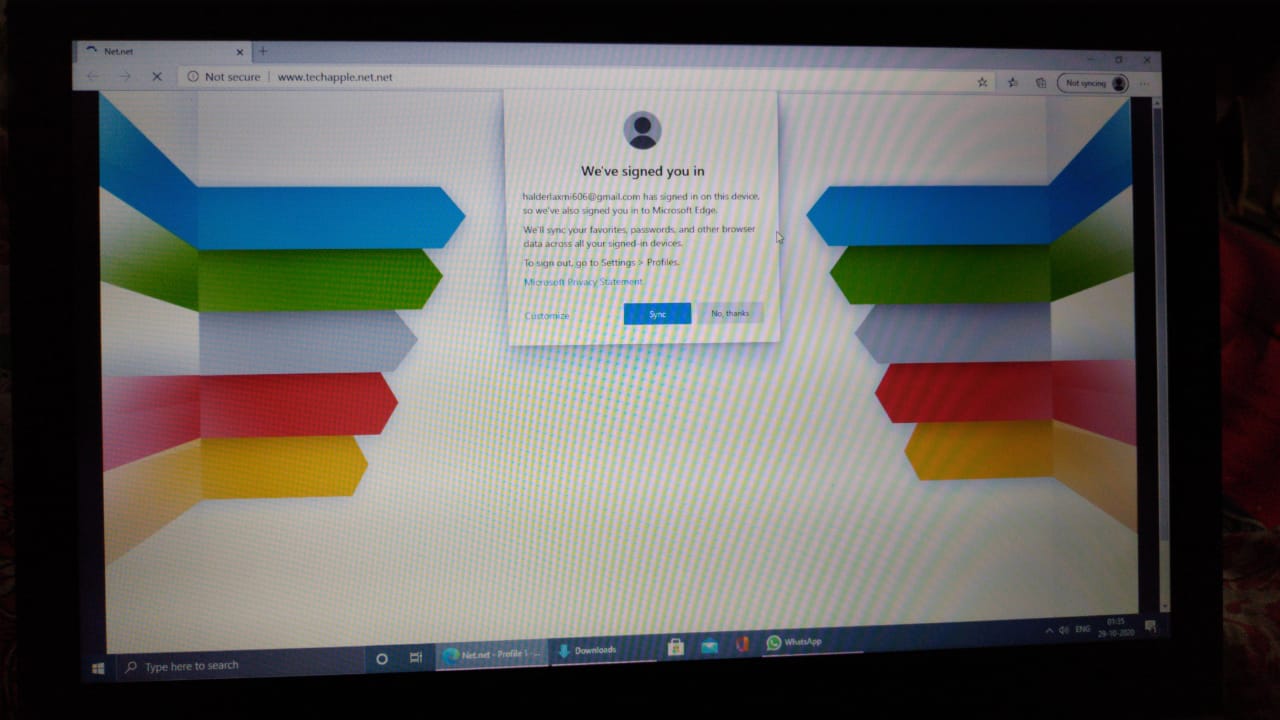 Net.net
Not secure | www.techapple.net.net
Not syncing
We've signed you in
halderlaxmi606@gmail.com has signed in on this device,
so we've also signed you in to Microsoft Edge.
We'll sync your favorites, passwords, and other browser
data across all your signed-in devices.
To sign out, go to Settings > Profiles.
Microsoft Privacy Statement
Customize
Sync
No, thanks
Type here to search
Net.net - Profile 1 - ...
Downloads
WhatsApp
ENG
01:35
29-10-2020